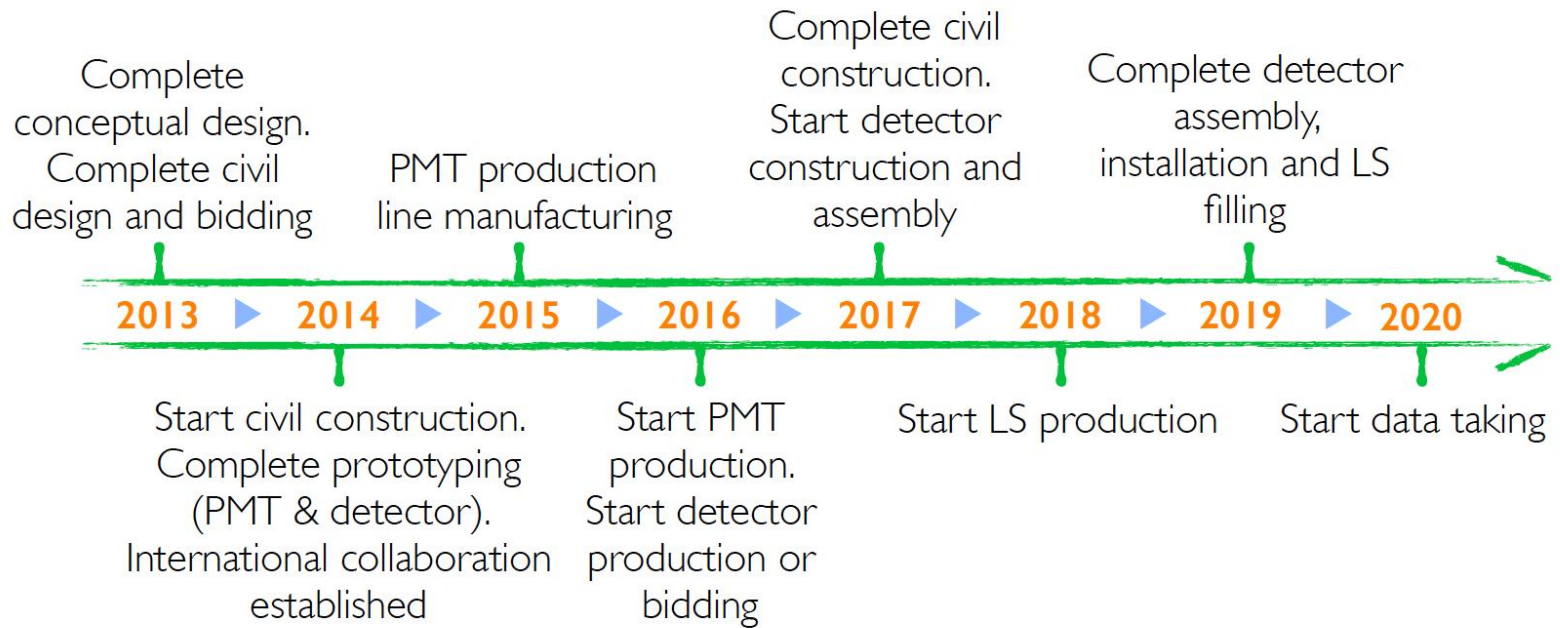 Complete
conceptual design.
Complete civil
design and bidding
PMT production
line manufacturing
Complete civil
construction.
Start detector
construction and
assembly
Complete detector
assembly,
installation and LS
filling
2013 2014 2015 2016 2017 2018 2019 2020
Start civil construction.
Complete prototyping
(PMT & detector).
International collaboration
established
Start PMT
production.
Start detector
production or
bidding
Start LS production
Start data taking